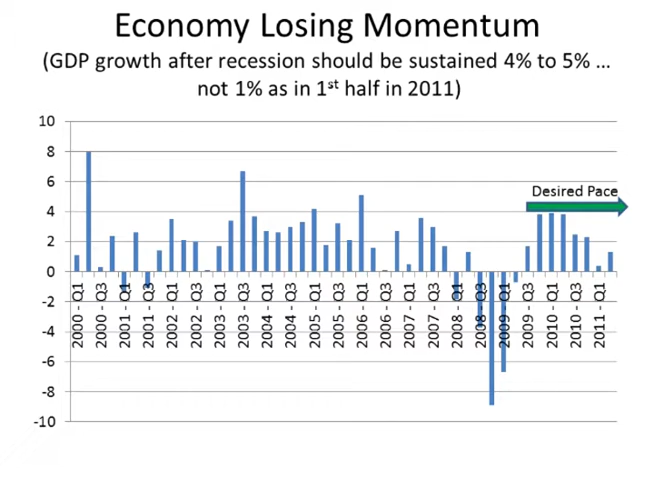 Economy Losing Momentum
(GDP growth after recession should be sustained 4% to 5% …
not 1% as in 1st half in 2011)
10
8
6
4
2
0
-2
-4
-6
-8
-10
Desired Pace
2000 - Q1
2000 - Q3
2001 - Q1
2001 - Q3
2002 - Q1
2002 - Q3
2003 - Q1
2003 - Q3
2004 - Q1
2004 - Q3
2005 - Q1
2005 - Q3
2006 - Q1
2006 - Q3
2007 - Q1
2007 - Q3
2008 - Q1
2008 - Q3
2009 - Q1
2009 - Q3
2010 - Q1
2010 - Q3
2011 - Q1